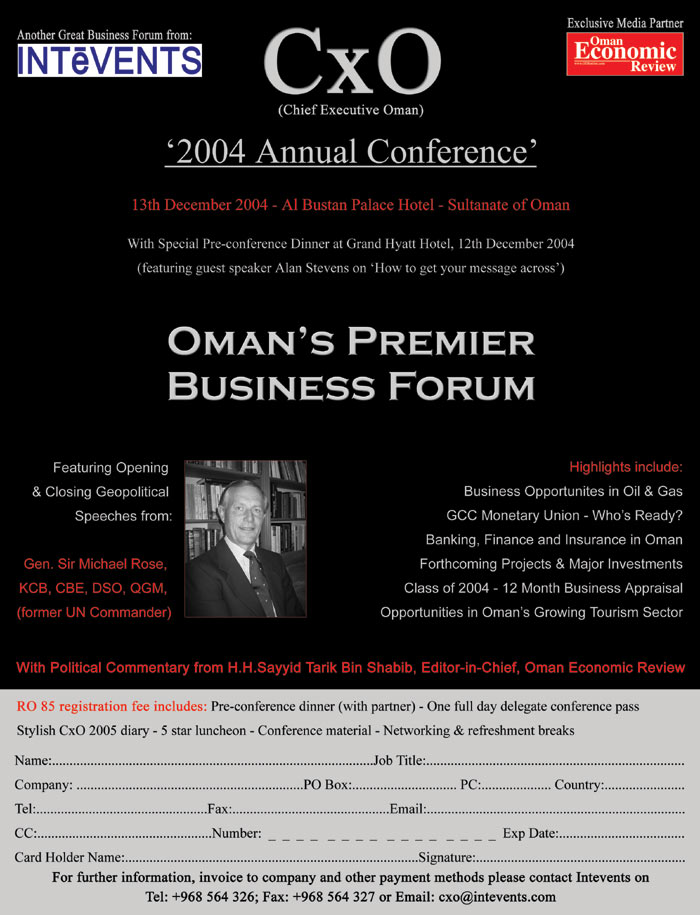 Another Great Business Forum from:
INTēVENTS
CxO
(Chief Executive Oman)
Exclusive Media Partner
Oman
Economic
Review
‘2004 Annual Conference’
13th December 2004 - Al Bustan Palace Hotel - Sultanate of Oman
With Special Pre-conference Dinner at Grand Hyatt Hotel, 12th December 2004
(featuring guest speaker Alan Stevens on ‘How to get your message across’)
OMAN’S PREMIER
BUSINESS FORUM
Featuring Opening
& Closing Geopolitical
Speeches from:
Gen. Sir Michael Rose,
KCB, CBE, DSO, QGM,
(former UN Commander)
Highlights include:
Business Opportunites in Oil & Gas
GCC Monetary Union - Who’s Ready?
Banking, Finance and Insurance in Oman
Forthcoming Projects & Major Investments
Class of 2004 - 12 Month Business Appraisal
Opportunities in Oman’s Growing Tourism Sector
With Political Commentary from H.H.Sayyid Tarik Bin Shabib, Editor-in-Chief, Oman Economic Review
RO 85 registration fee includes: Pre-conference dinner (with partner) - One full day delegate conference pass
Stylish CxO 2005 diary - 5 star luncheon - Conference material - Networking & refreshment breaks
Name:..........Job Title:..........
Company: ..........PO Box:.......... PC:.......... Country:..........
Tel:..........Fax:..........Email:..........
CC:..........Number: _ _ _ _ _ _ _ _ _ _ _ _ _ _ _ _ Exp Date:..........
Card Holder Name:..........Signature:..........
For further information, invoice to company and other payment methods please contact Intevents on
Tel: +968 564 326; Fax: +968 564 327 or Email: cxo@intevents.com